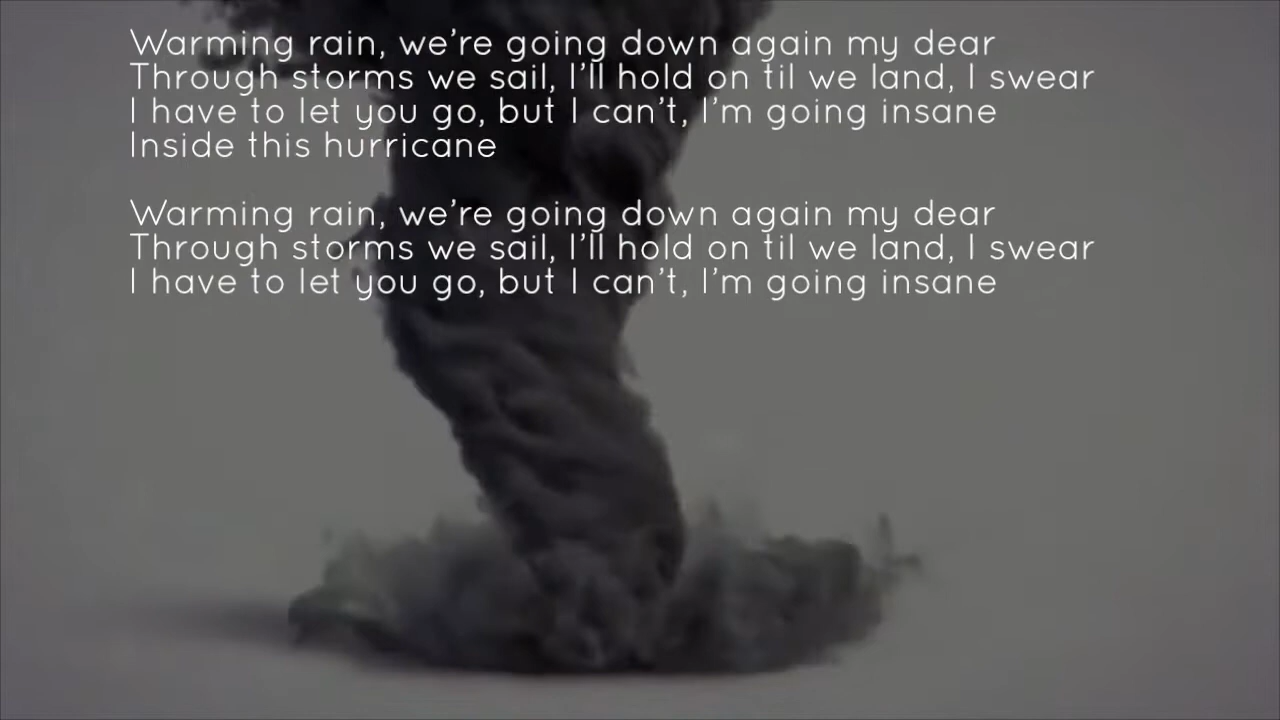 Warming rain, we're going down again my dear
Through storms we sail, I'll hold on til we land, I swear
I have to let you go, but I can't, I'm going insane
Inside this hurricane
Warming rain, we're going down again my dear
Through storms we sail, I'll hold on til we land, I swear
I have to let you go, but I can't, I'm going insane